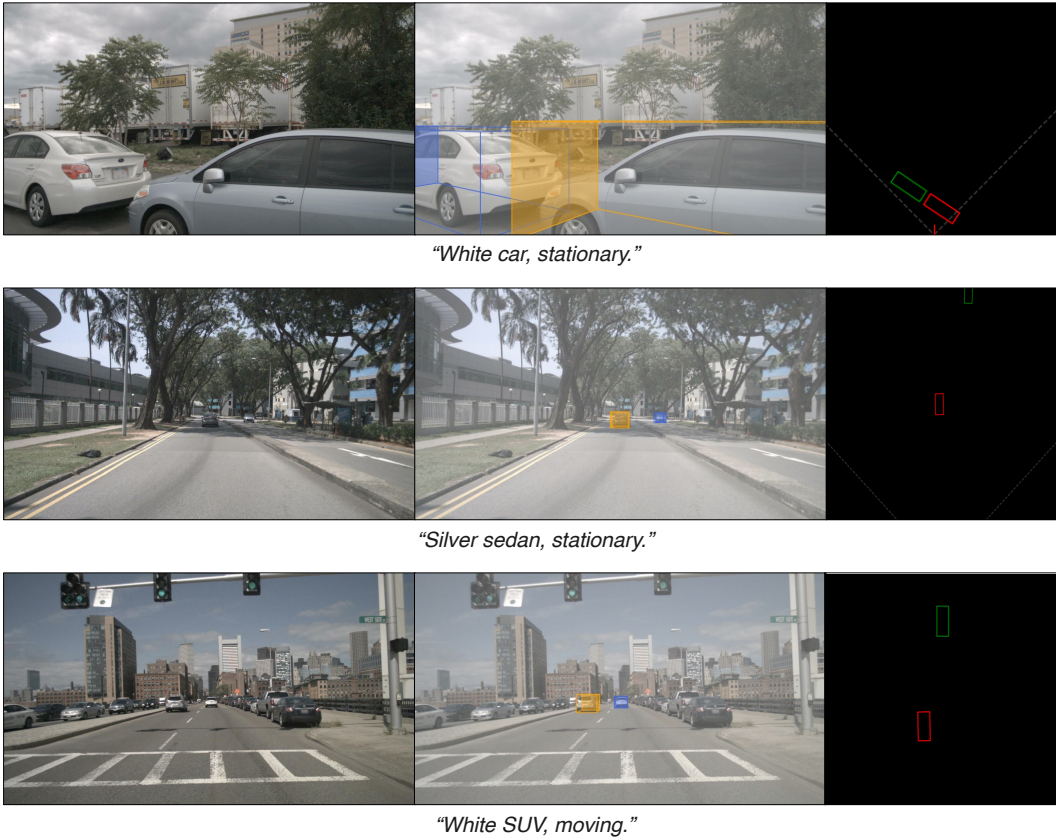 “White car, stationary.”
“Silver sedan, stationary.”
“White SUV, moving.”